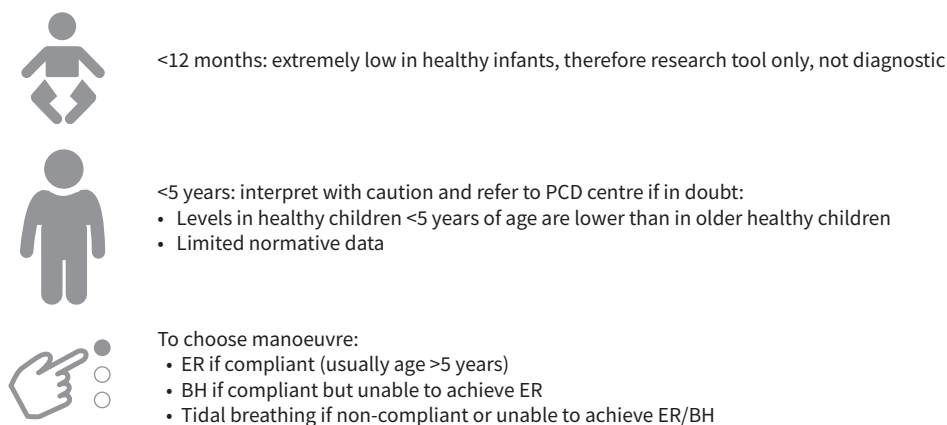 <12 months: extremely low in healthy infants, therefore research tool only, not diagnostic
<5 years: interpret with caution and refer to PCD centre if in doubt:
• Levels in healthy children <5 years of age are lower than in older healthy children
• Limited normative data
To choose manoeuvre:
• ER if compliant (usually age >5 years)
• BH if compliant but unable to achieve ER
• Tidal breathing if non-compliant or unable to achieve ER/BH